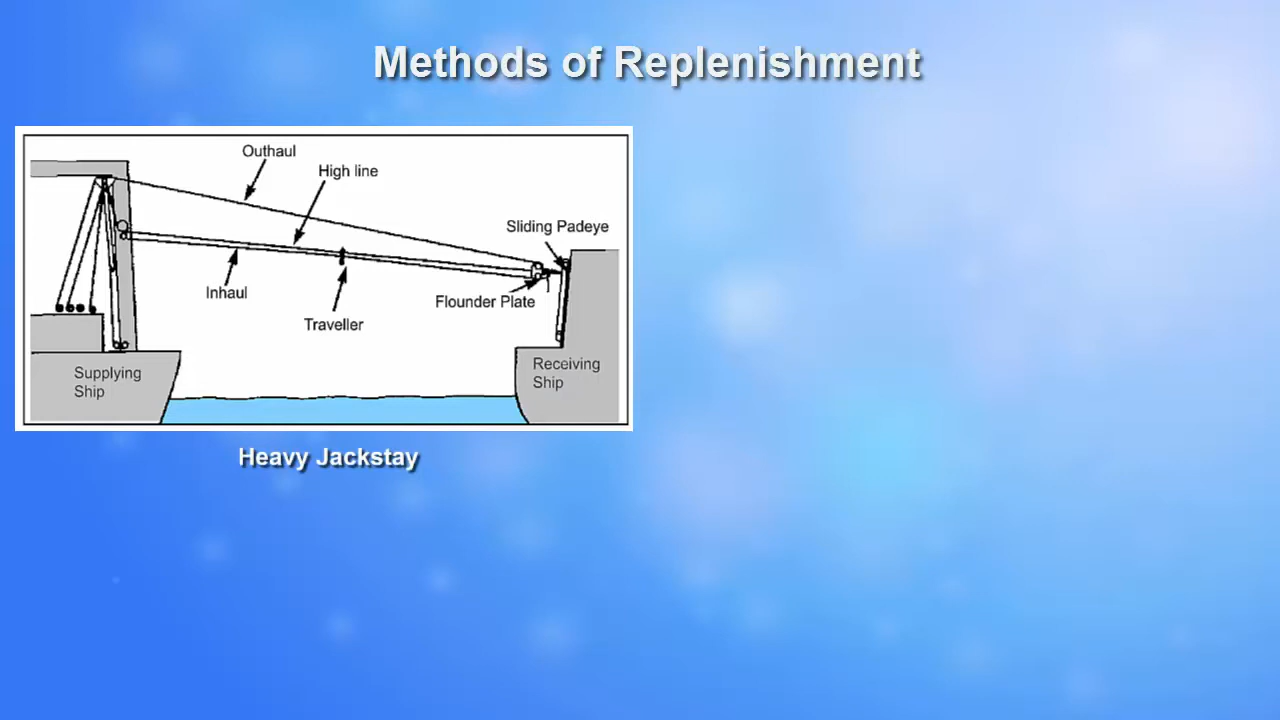 Methods of Replenishment
Outhaul
High line
Sliding Padeye
Inhaul
Flounder Plate
Traveller
Supplying
Ship
Receiving
Ship
Heavy Jackstay